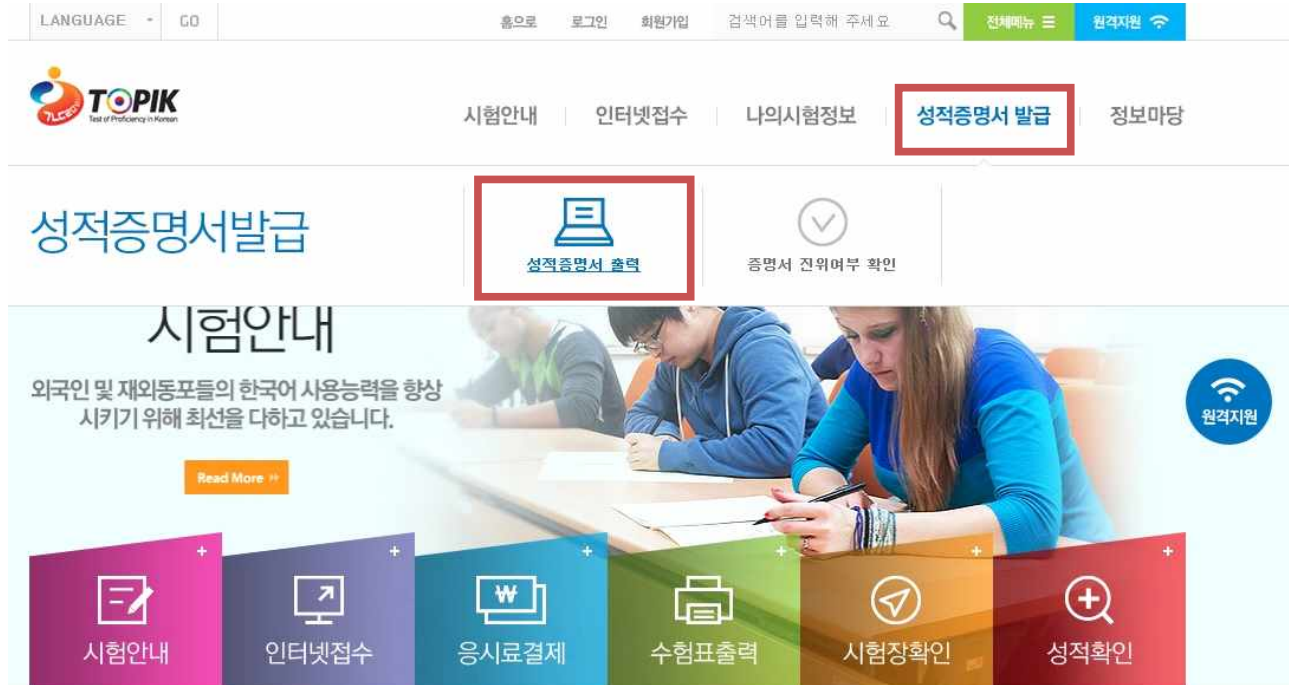 LANGUAGE GO 홈으로 로그인 회원가입 검색어를 입력해 주세요 전체메뉴 원격지원
TOPIK
Test of Proficiency in Korean
시험안내 인터넷접수 나의시험정보 성적증명서 발급 정보마당
성적증명서발급
성적증명서 출력 증명서 진위여부 확인
시험안내
외국인 및 재외동포들의 한국어 사용능력을 향상
시키기 위해 최선을 다하고 있습니다.
Read More
원격지원
시험안내 인터넷접수 응시료결제 수험표출력 시험장확인 성적확인